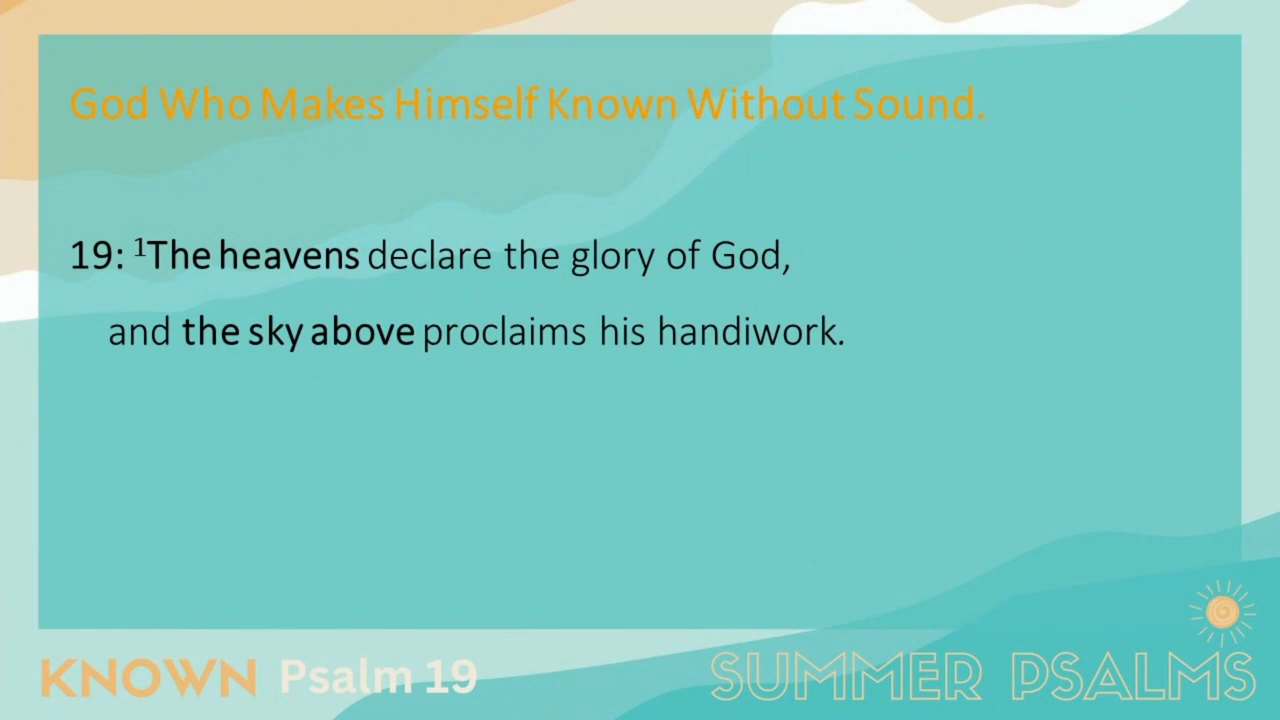 God Who Makes Himself Known Without Sound.
19: ¹The heavens declare the glory of God,
and the sky above proclaims his handiwork.
KNOWN Psalm 19
SUMMER PSALMS